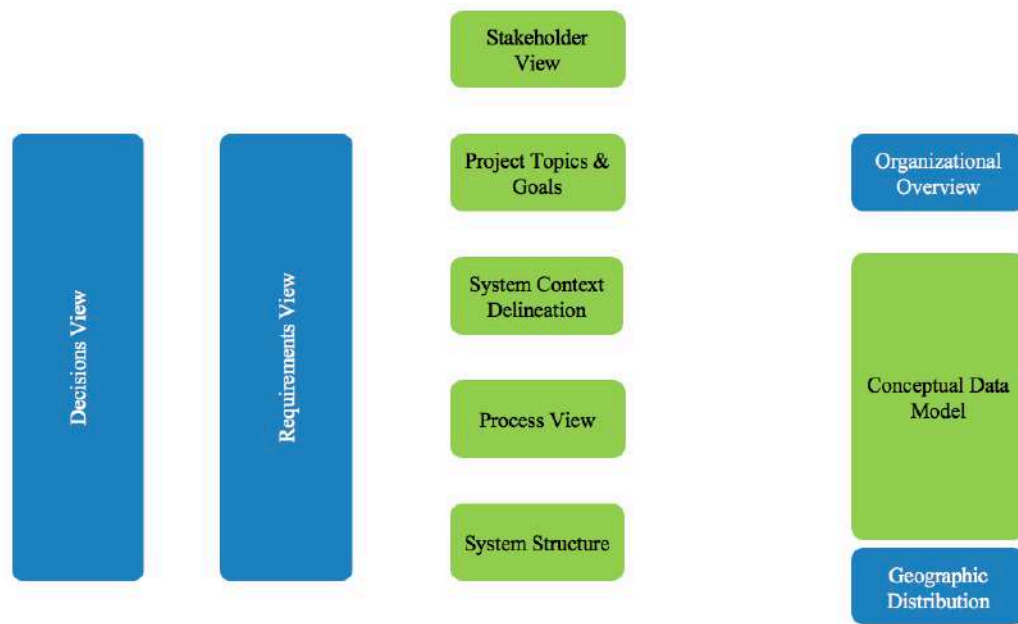 Stakeholder
View
Decisions View
Requirements View
Project Topics &
Goals
Organizational
Overview
System Context
Delineation
Process View
Conceptual Data
Model
System Structure
Geographic
Distribution